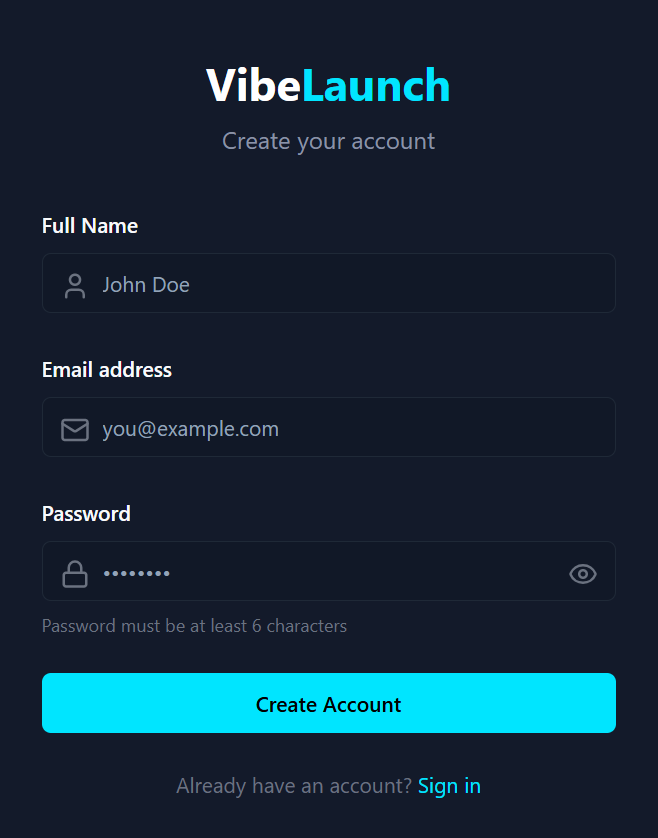 VibeLaunch
Create your account
Full Name
John Doe
Email address
you@example.com
Password
••••••••
Password must be at least 6 characters
Create Account
Already have an account? Sign in